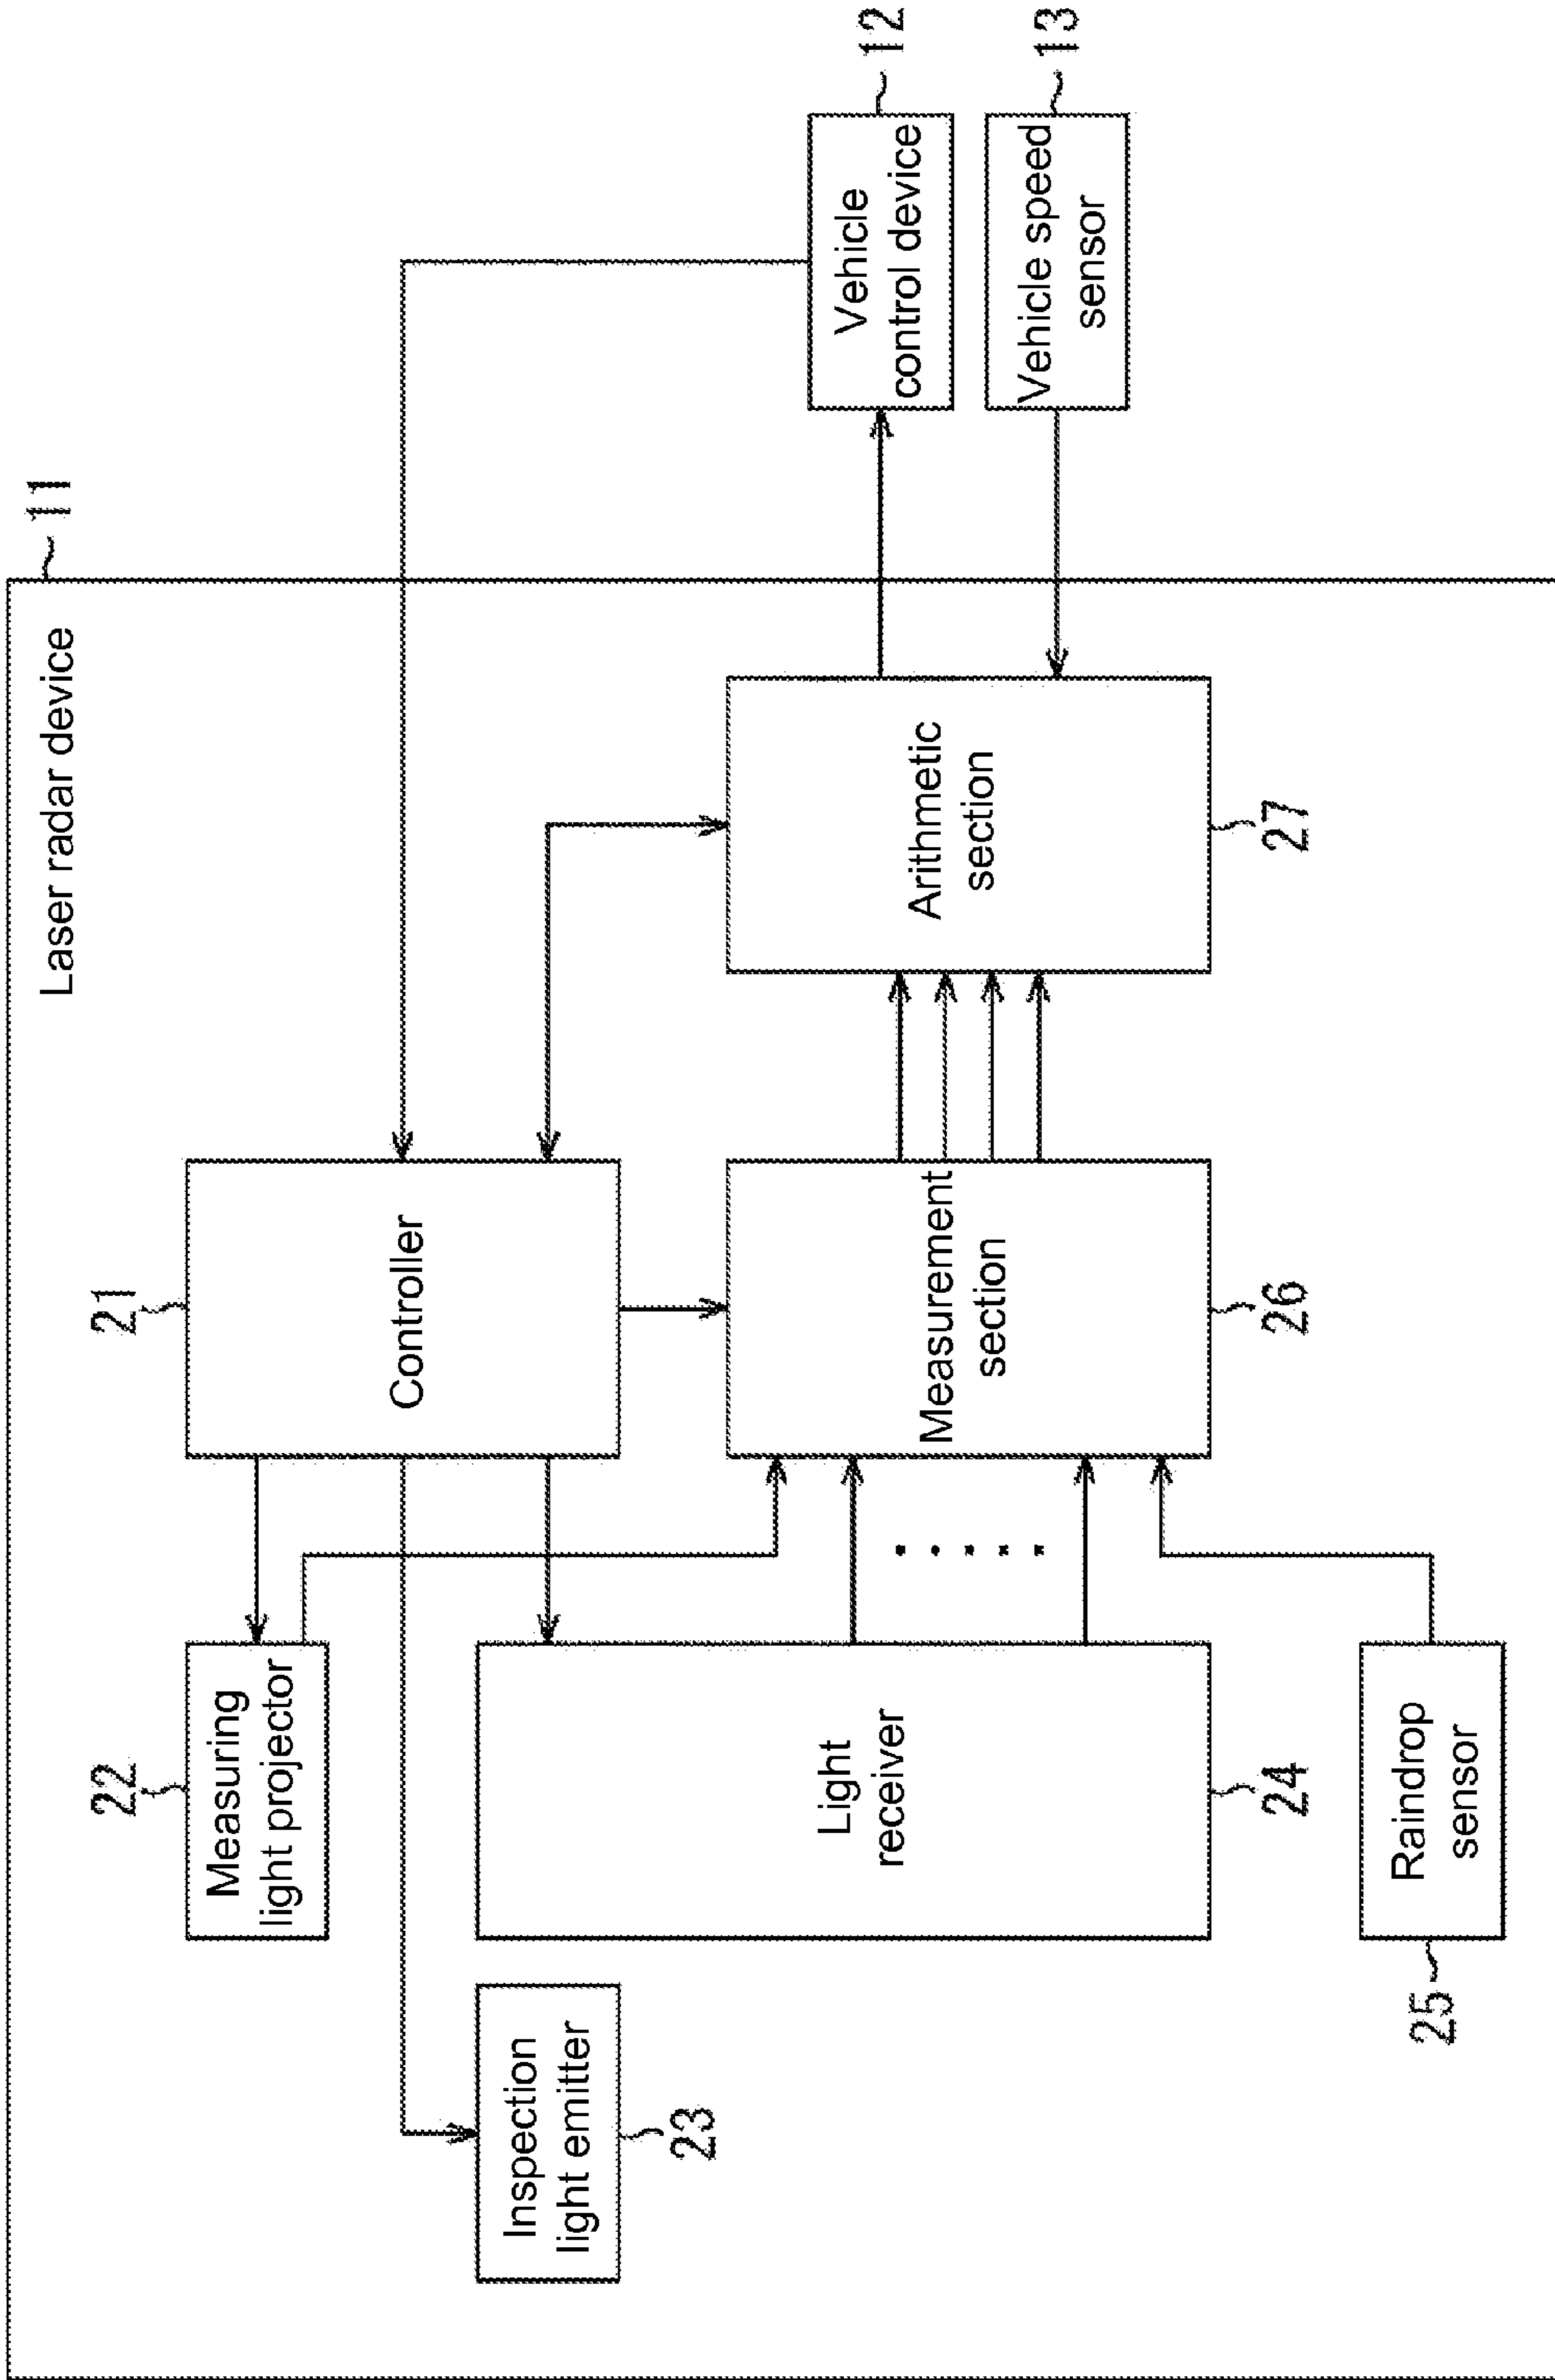 Laser radar device
11
22
Measuring
light projector
21
Controller
Inspection
light emitter
23
Light
receiver
24
Measurement
section
26
Arithmetic
section
27
Vehicle
control device
12
Vehicle speed
sensor
13
Raindrop
sensor
25